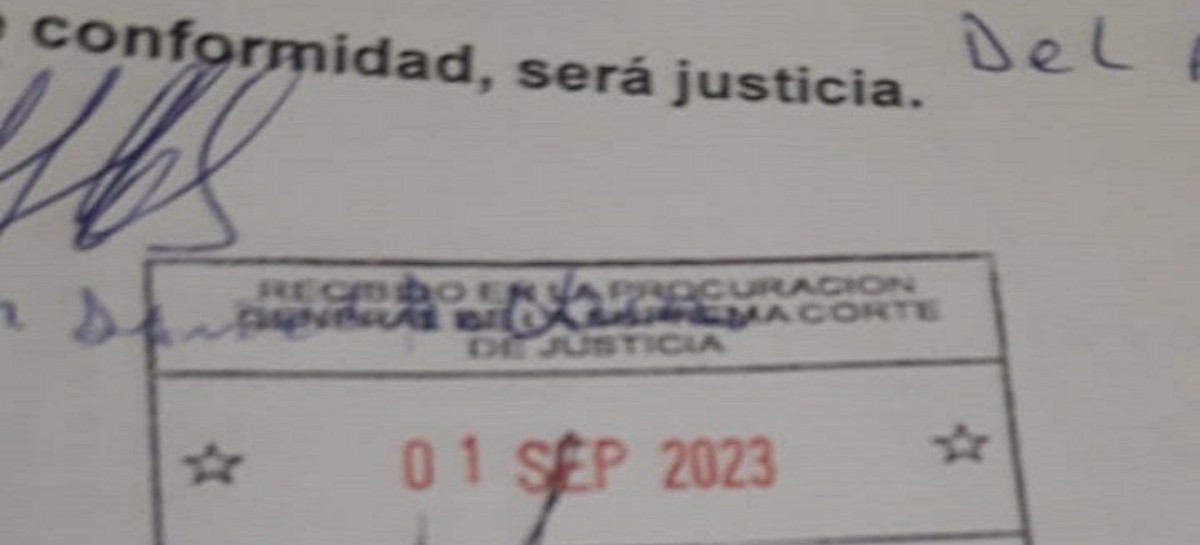 conformidad, será justicia. Del
RECIBIDO EN LA PROCURACION
GENERAL DE LA SUPREMA CORTE
DE JUSTICIA
☆ 01 SEP 2023 ☆